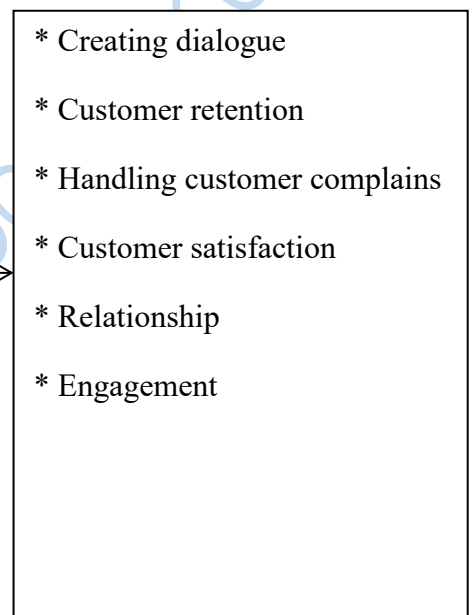 * Creating dialogue
* Customer retention
* Handling customer complains
* Customer satisfaction
* Relationship
* Engagement